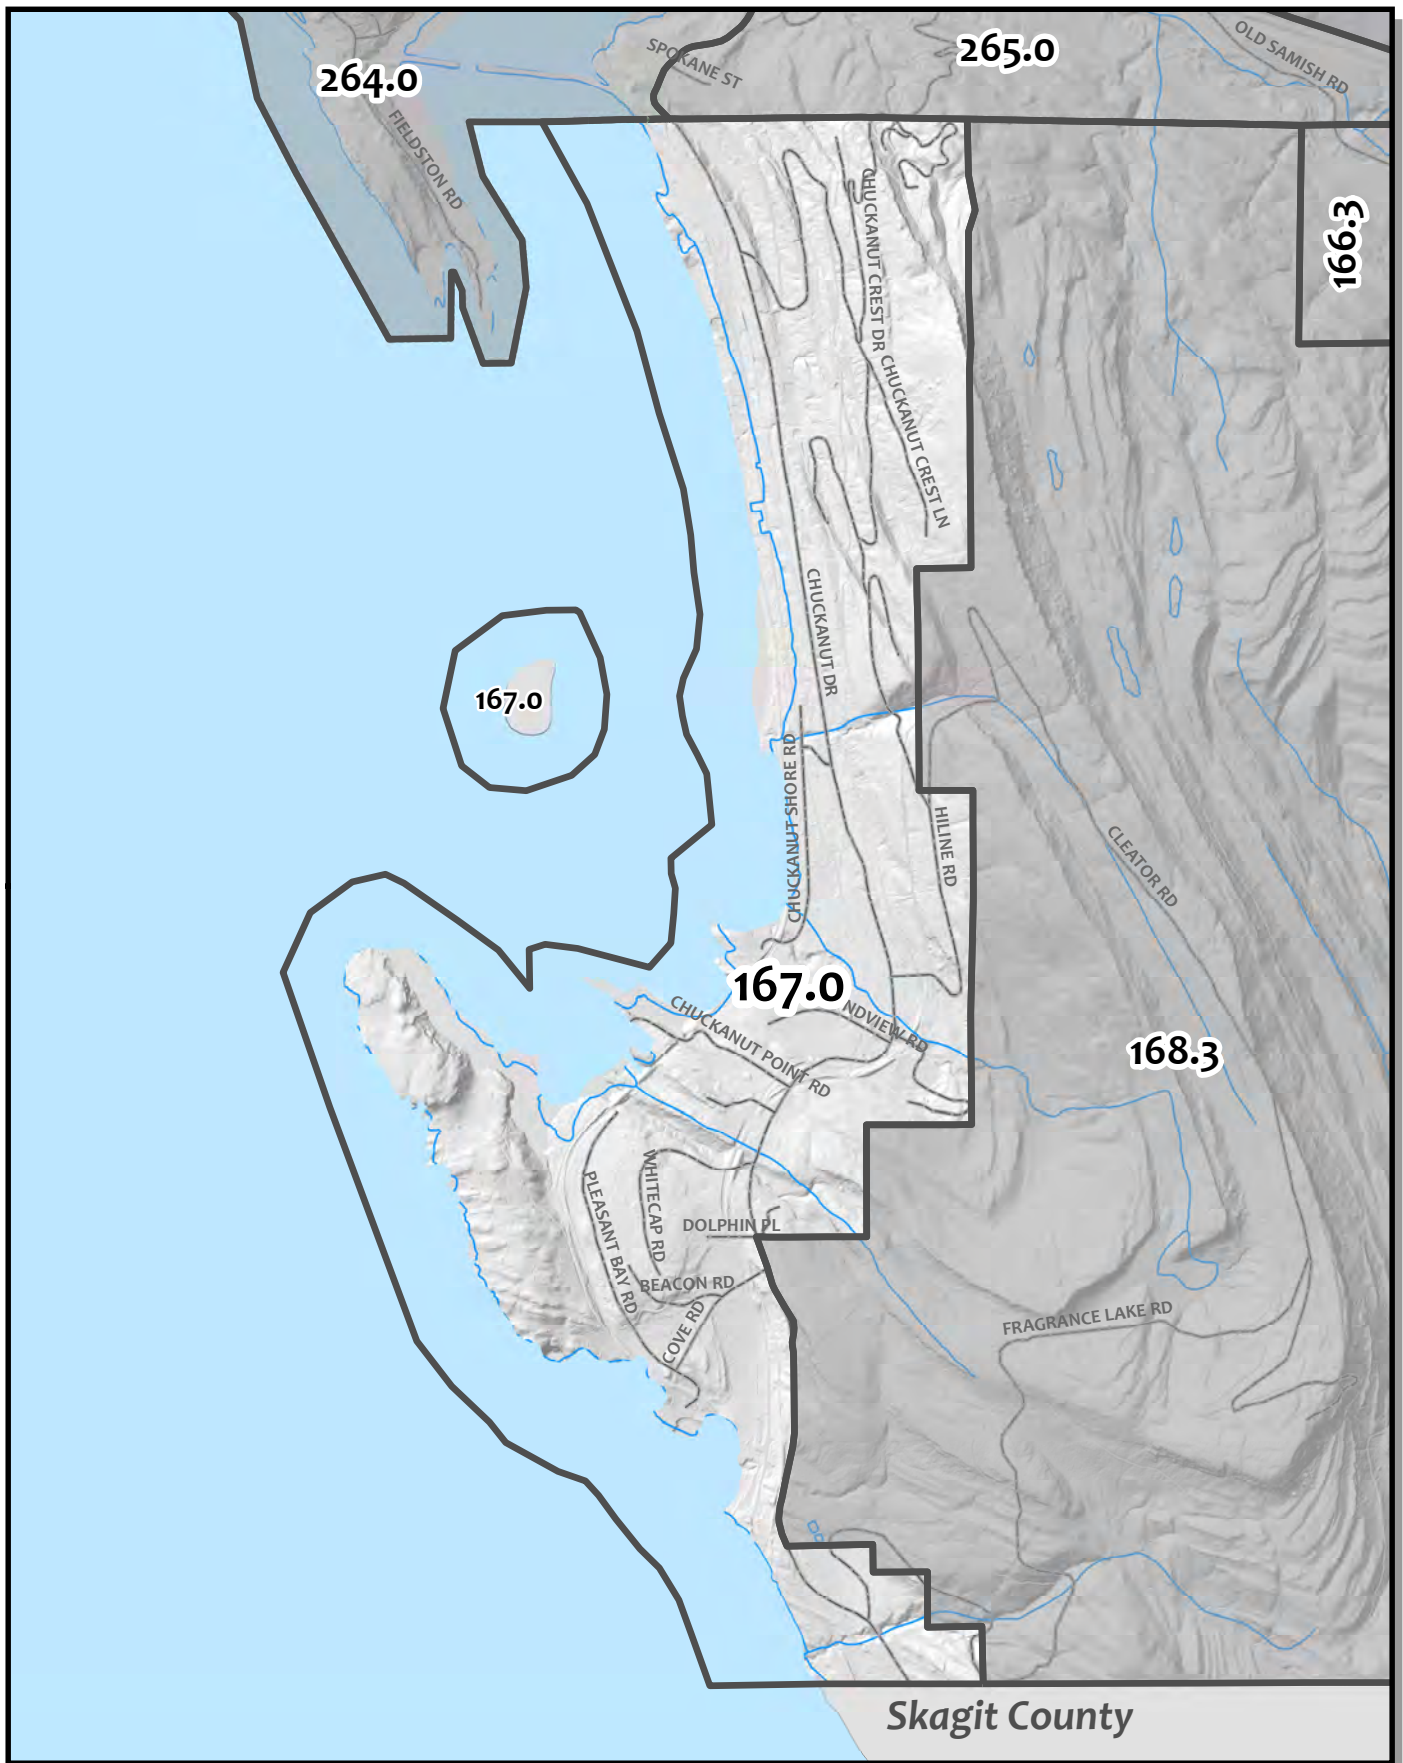 SPOKANE ST
265.0
OLD SAMISH RD
264.0
FIELDSTON RD
166.3
CHUCKANUT CREST DR
CHUCKANUT CREST LN
CHUCKANUT DR
167.0
CHUCKANUT SHORE RD
HILINE RD
CLEATOR RD
167.0
NDVIEW RD
CHUCKANUT POINT RD
168.3
WHITECAP RD
PLEASANT BAY RD
DOLPHIN PL
BEACON RD
COVE RD
FRAGRANCE LAKE RD
Skagit County